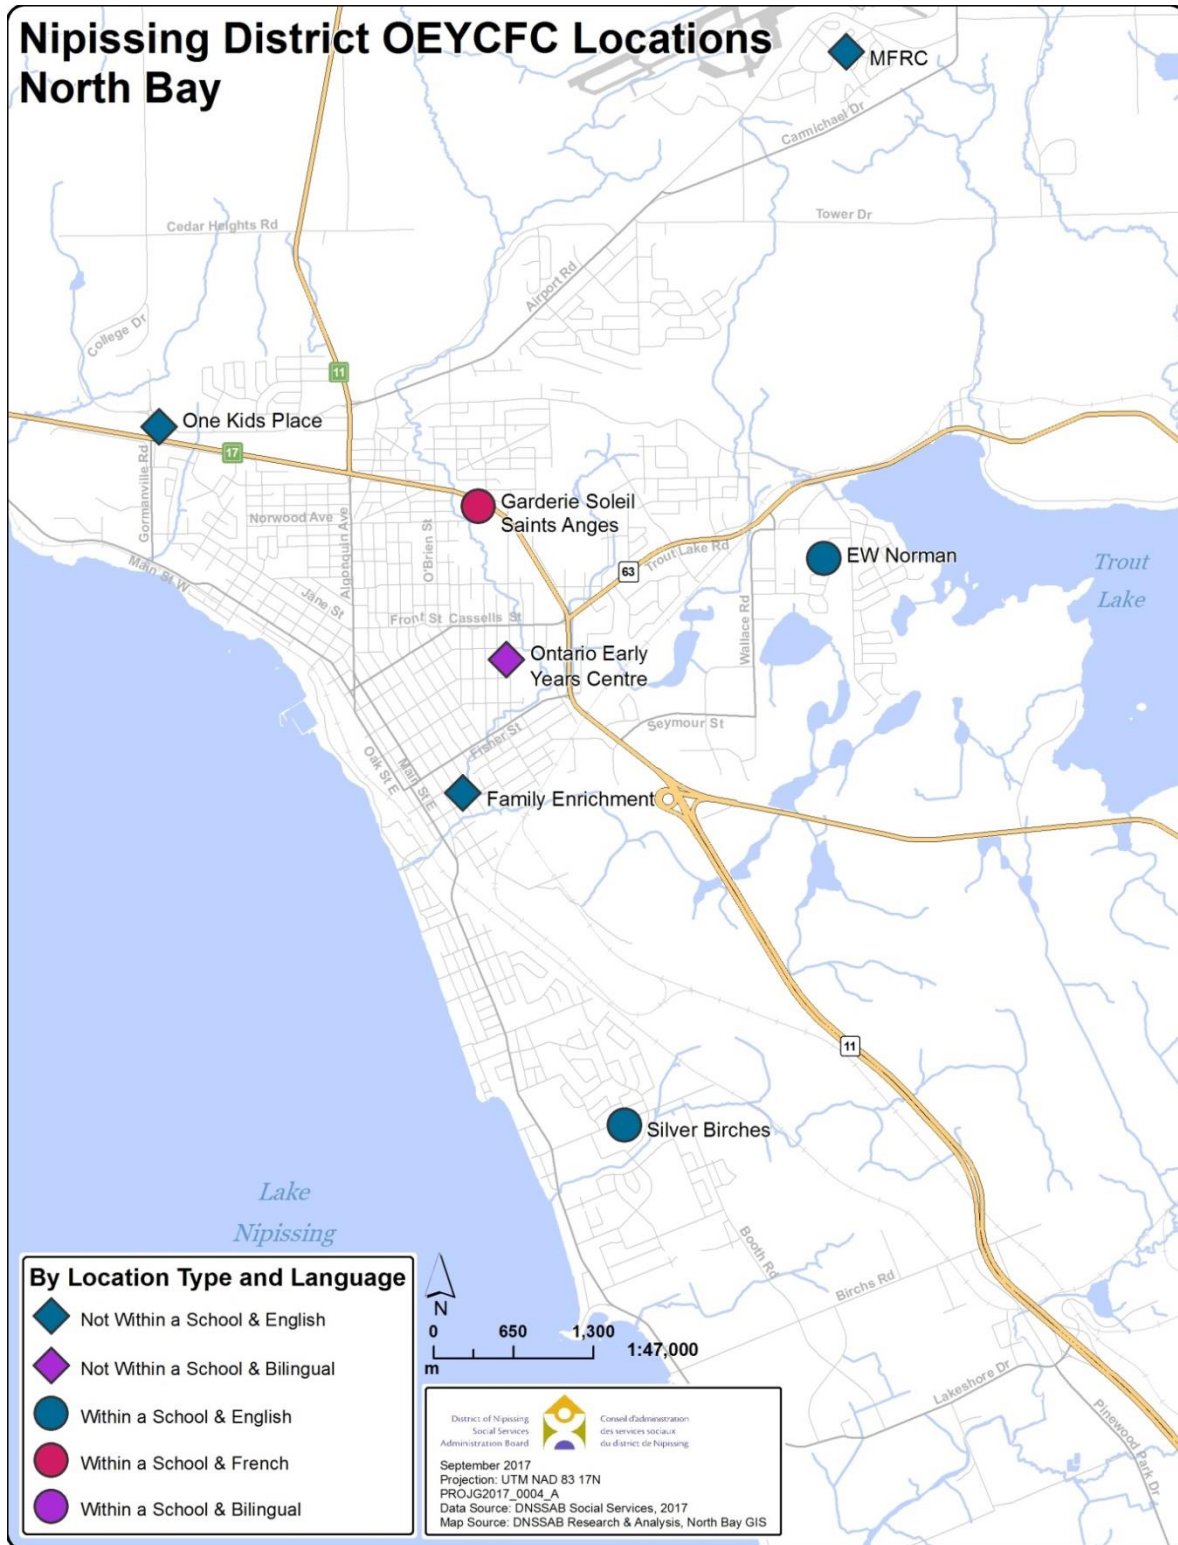 Nipissing District OEYCFC Locations
North Bay
MFRC
Carmichael Dr
Tower Dr
Cedar Heights Rd
Airport Rd
College Dr
11
One Kids Place
17
Gormanville Rd
Garderie Soleil
Saints Anges
Norwood Ave
Algonquin Ave
O'Brien St
Trout Lake Rd
63
EW Norman
Trout
Lake
Main St W
Jane St
Front St Cassells St
Wallace Rd
Ontario Early
Years Centre
Seymour St
Fisher St
Oak St E
Main St E
Family Enrichment
11
Silver Birches
Lake
Nipissing
Booth Rd
Birchs Rd
Lakeshore Dr
Pinewood Park Dr
By Location Type and Language
Not Within a School & English
Not Within a School & Bilingual
Within a School & English
Within a School & French
Within a School & Bilingual
N
0 650 1,300
1:47,000
m
District of Nipissing
Social Services
Administration Board
Conseil d'administration
des services sociaux
du district de Nipissing
September 2017
Projection: UTM NAD 83 17N
PROJG2017_0004_A
Data Source: DNSSAB Social Services, 2017
Map Source: DNSSAB Research & Analysis, North Bay GIS